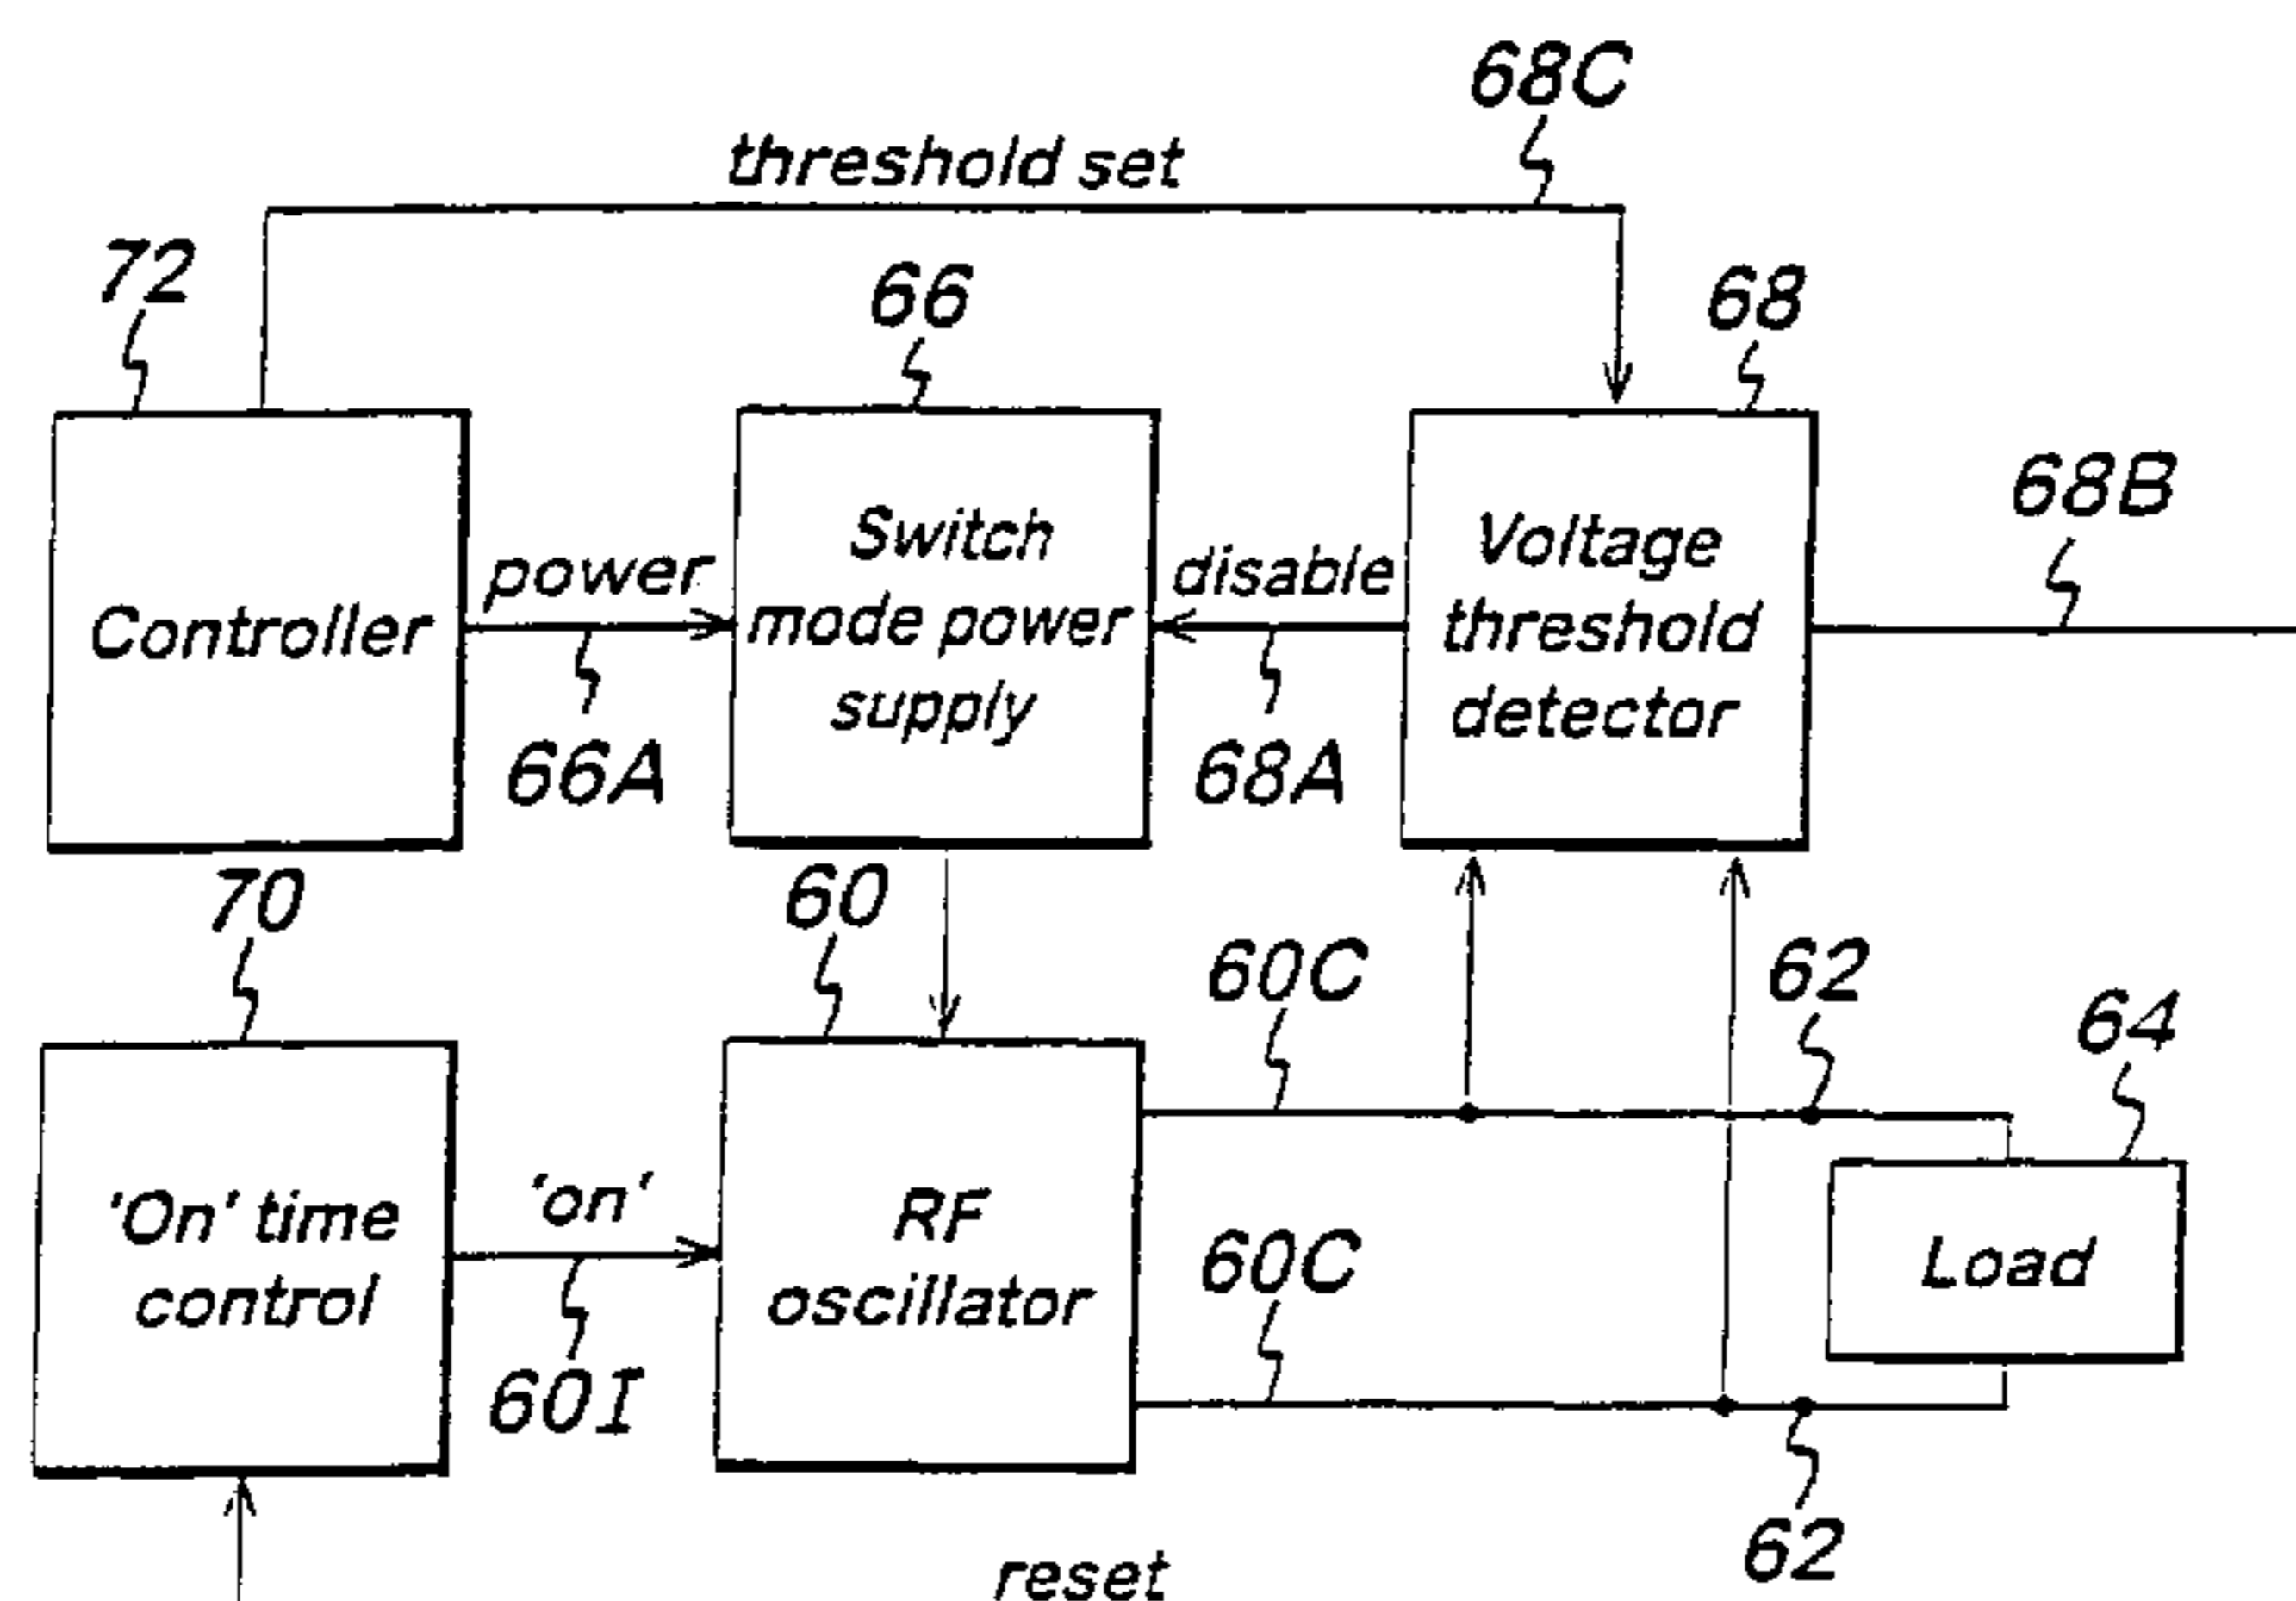 68C
threshold set
72
66
68
68B
Controller
power
66A
Switch
mode power
supply
disable
68A
Voltage
threshold
detector
70
60
60C
62
64
'On' time
control
'on'
60I
RF
oscillator
60C
Load
62
reset